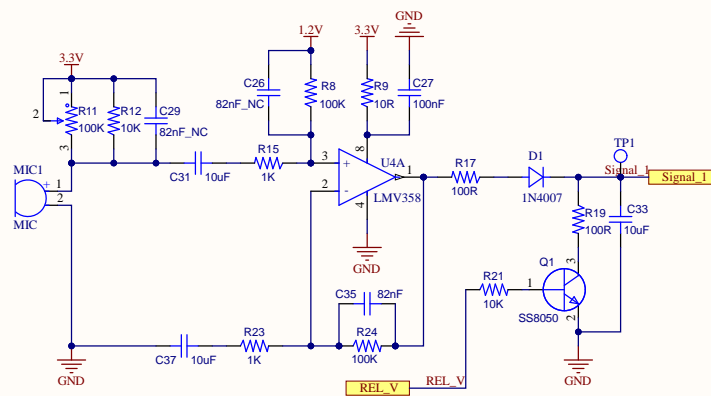 GND
1.2V
3.3V
3.3V
C26
82nF_NC
R8
100K
R9
10R
C27
100nF
1
2
3
R11
100K
R12
10K
C29
82nF_NC
R15
1K
C31
10uF
3
+
2
-
8
4
U4A
1
LMV358
GND
R17
100R
D1
1N4007
TP1
Signal_1
Signal_1
MIC1
+
1
2
MIC
R19
100R
C33
10uF
Q1
3
1
2
SS8050
R21
10K
C35
82nF
R24
100K
R23
1K
C37
10uF
GND
GND
REL_V
REL_V